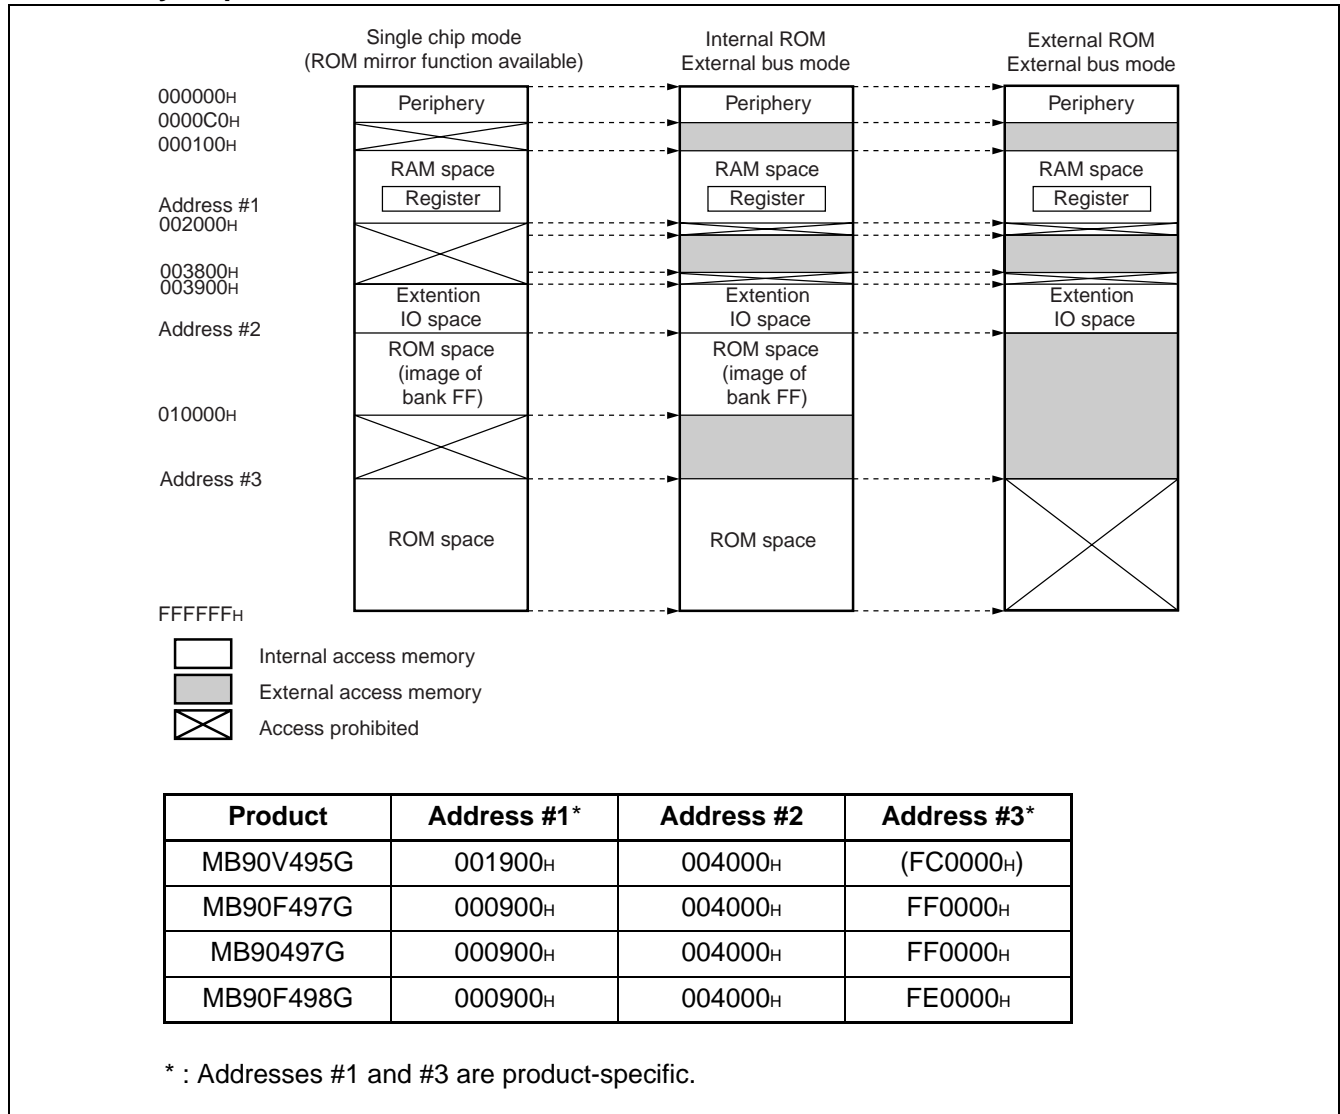 Single chip mode
(ROM mirror function available)
Internal ROM
External bus mode
External ROM
External bus mode
000000H
0000C0H
000100H
Address #1
002000H
003800H
003900H
Address #2
010000H
Address #3
FFFFFFH
Periphery
RAM space
Register
Extention
IO space
ROM space
(image of
bank FF)
ROM space
Periphery
RAM space
Register
Extention
IO space
ROM space
(image of
bank FF)
ROM space
Periphery
RAM space
Register
Extention
IO space
Internal access memory
External access memory
Access prohibited
Product Address #1* Address #2 Address #3*
MB90V495G 001900H 004000H (FC0000H)
MB90F497G 000900H 004000H FF0000H
MB90497G 000900H 004000H FF0000H
MB90F498G 000900H 004000H FE0000H
* : Addresses #1 and #3 are product-specific.